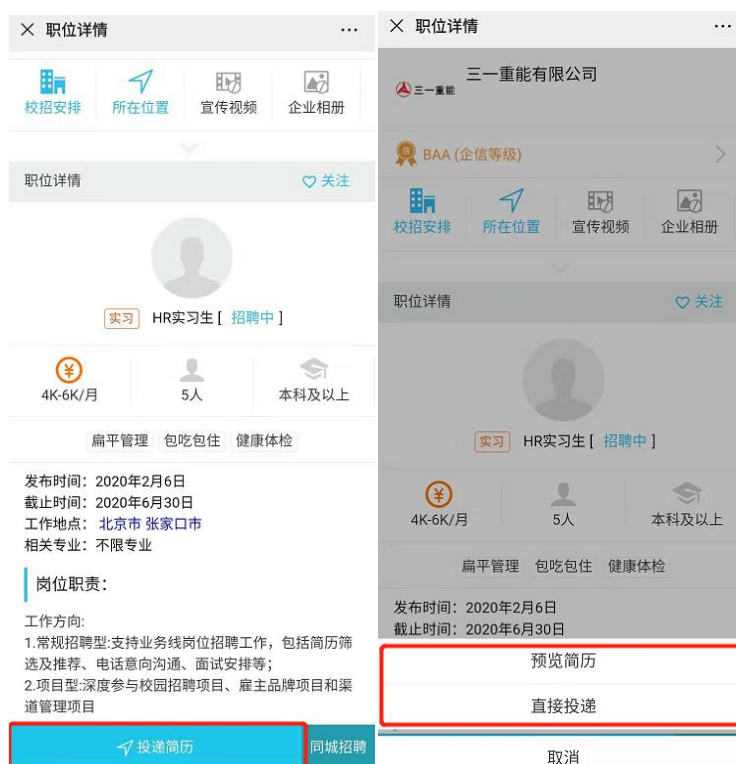 职位详情
校招安排
所在位置
宣传视频
企业相册
职位详情
关注
实习 HR实习生 [ 招聘中 ]
4K-6K/月
5人
本科及以上
扁平管理 包吃包住 健康体检
发布时间：2020年2月6日
截止时间：2020年6月30日
工作地点： 北京市 张家口市
相关专业：不限专业
岗位职责：
工作方向:
1.常规招聘型:支持业务线岗位招聘工作，包括简历筛
选及推荐、电话意向沟通、面试安排等；
2.项目型:深度参与校园招聘项目、雇主品牌项目和渠
道管理项目
投递简历
同城招聘
职位详情
三一重能
三一重能有限公司
BAA (企信等级)
校招安排
所在位置
宣传视频
企业相册
职位详情
关注
实习 HR实习生 [ 招聘中 ]
4K-6K/月
5人
本科及以上
扁平管理 包吃包住 健康体检
发布时间：2020年2月6日
截止时间：2020年6月30日
预览简历
直接投递
取消